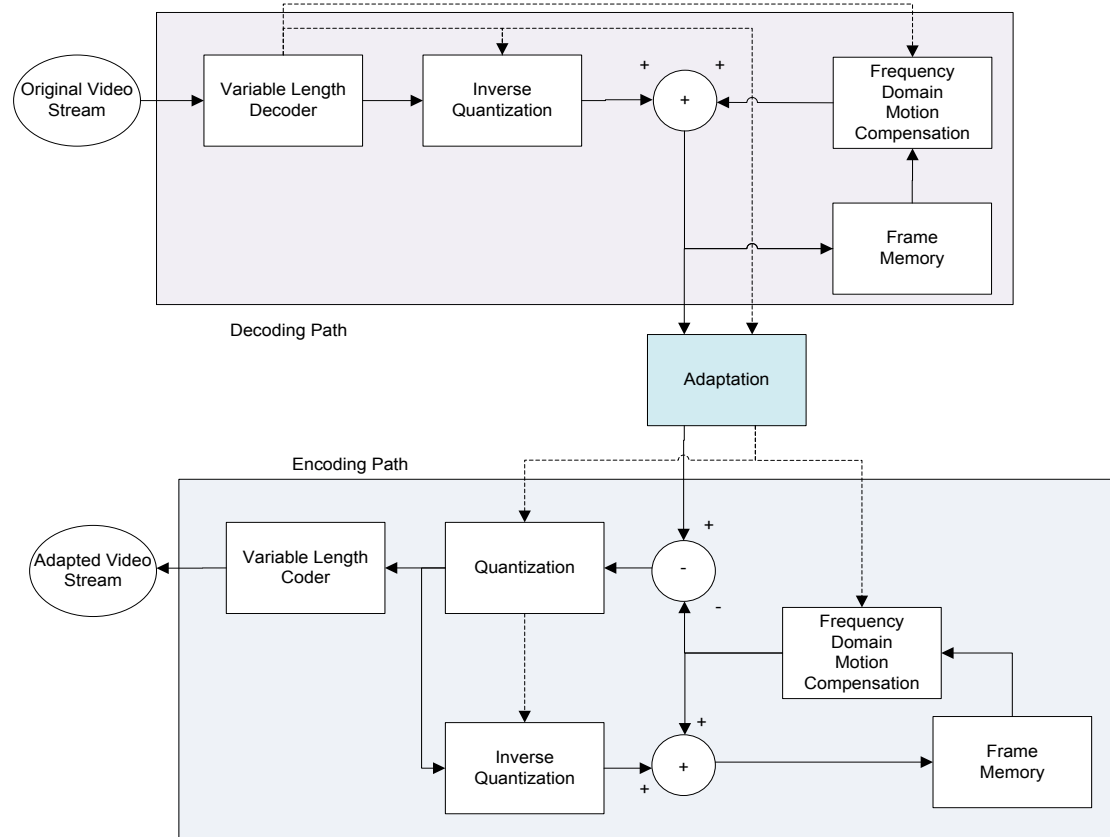 Original Video
Stream
Variable Length
Decoder
Inverse
Quantization
+
+
+
Frequency
Domain
Motion
Compensation
Frame
Memory
Decoding Path
Adaptation
Encoding Path
Adapted Video
Stream
Variable Length
Coder
Quantization
+
-
-
Frequency
Domain
Motion
Compensation
Inverse
Quantization
+
+
+
Frame
Memory